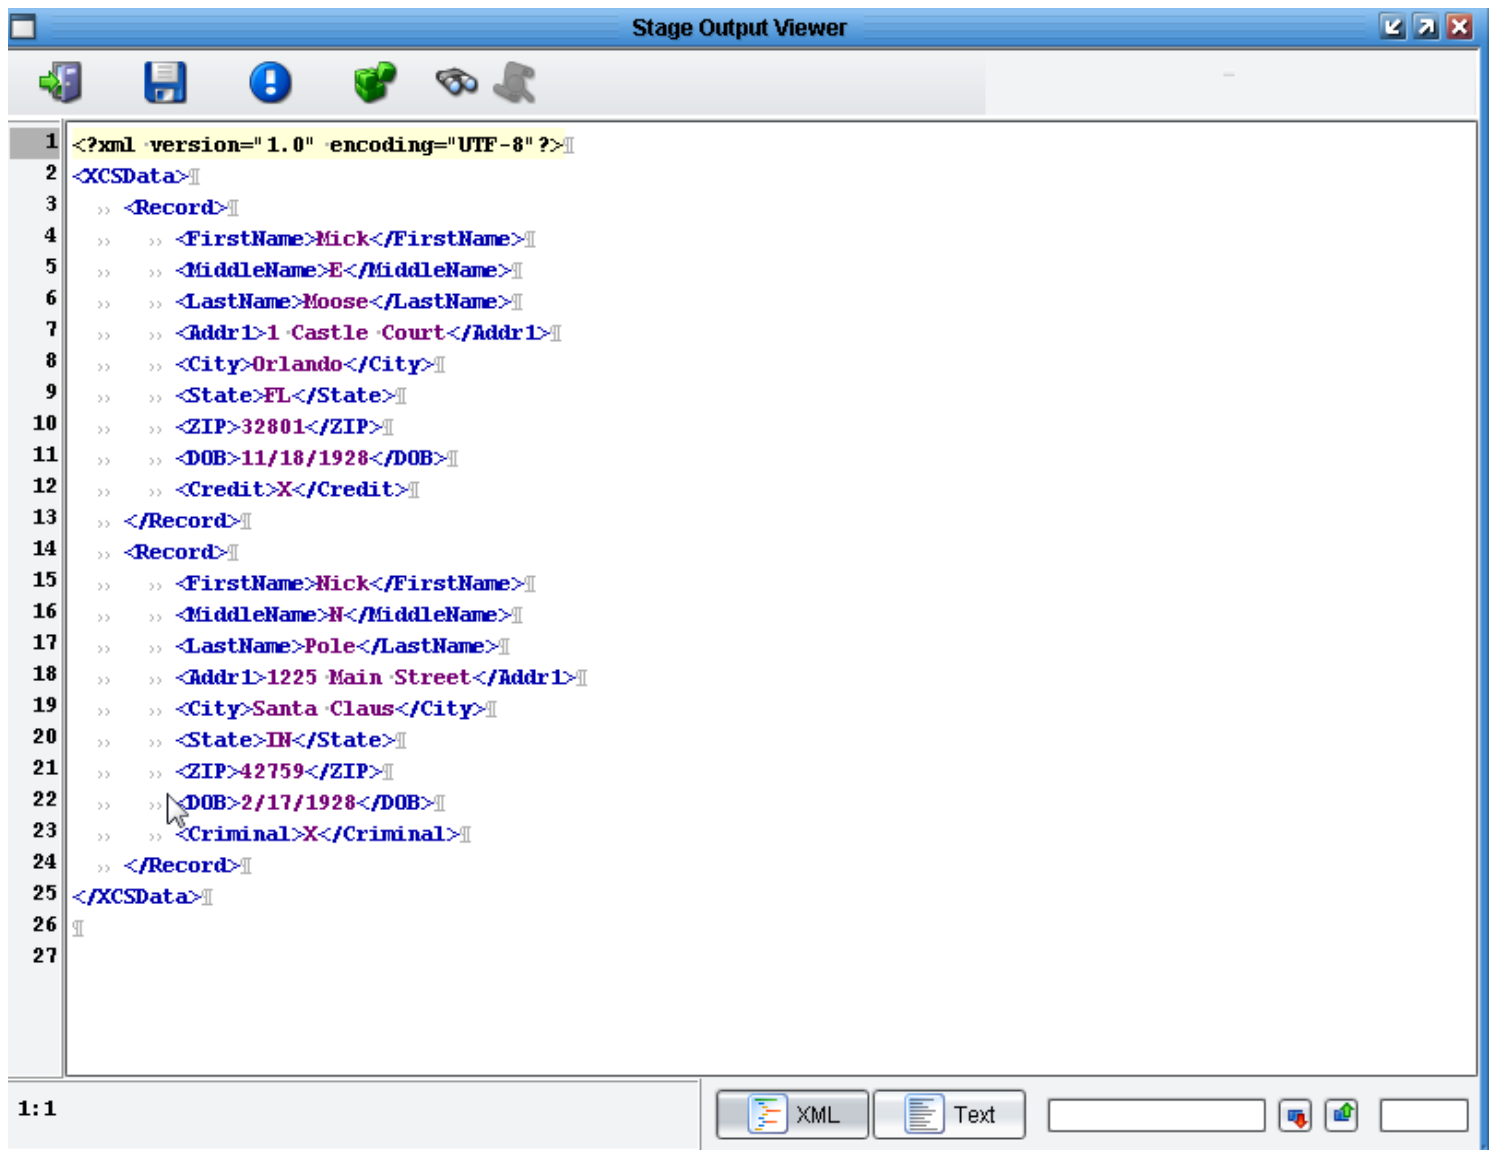 Stage Output Viewer
1 <?xml version="1.0" encoding="UTF-8"?>
2 <XCSData>
3 <Record>
4 <FirstName>Mick</FirstName>
5 <MiddleName>E</MiddleName>
6 <LastName>Moose</LastName>
7 <Addr1>1 Castle Court</Addr1>
8 <City>Orlando</City>
9 <State>FL</State>
10 <ZIP>32801</ZIP>
11 <DOB>11/18/1928</DOB>
12 <Credit>X</Credit>
13 </Record>
14 <Record>
15 <FirstName>Nick</FirstName>
16 <MiddleName>N</MiddleName>
17 <LastName>Pole</LastName>
18 <Addr1>1225 Main Street</Addr1>
19 <City>Santa Claus</City>
20 <State>IN</State>
21 <ZIP>42759</ZIP>
22 <DOB>2/17/1928</DOB>
23 <Criminal>X</Criminal>
24 </Record>
25 </XCSData>
26
27
1:1 XML Text